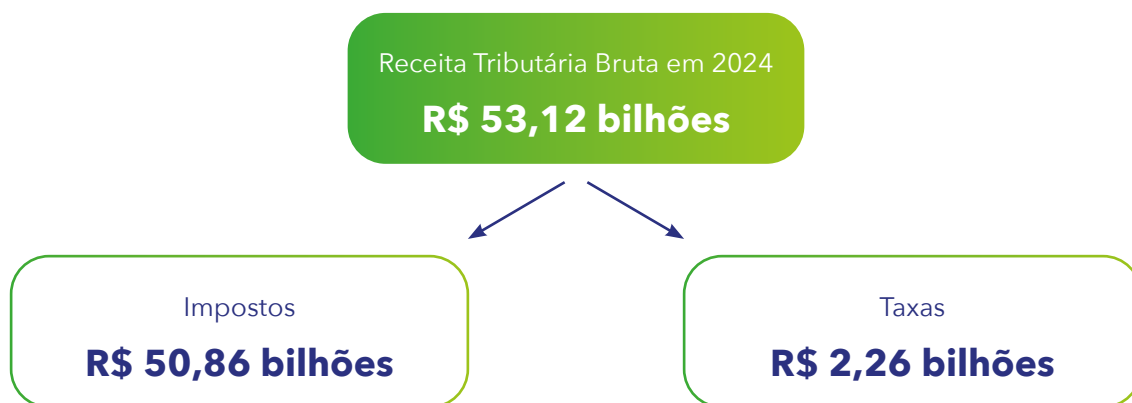 Receita Tributária Bruta em 2024
R$ 53,12 bilhões
Impostos
R$ 50,86 bilhões
Taxas
R$ 2,26 bilhões